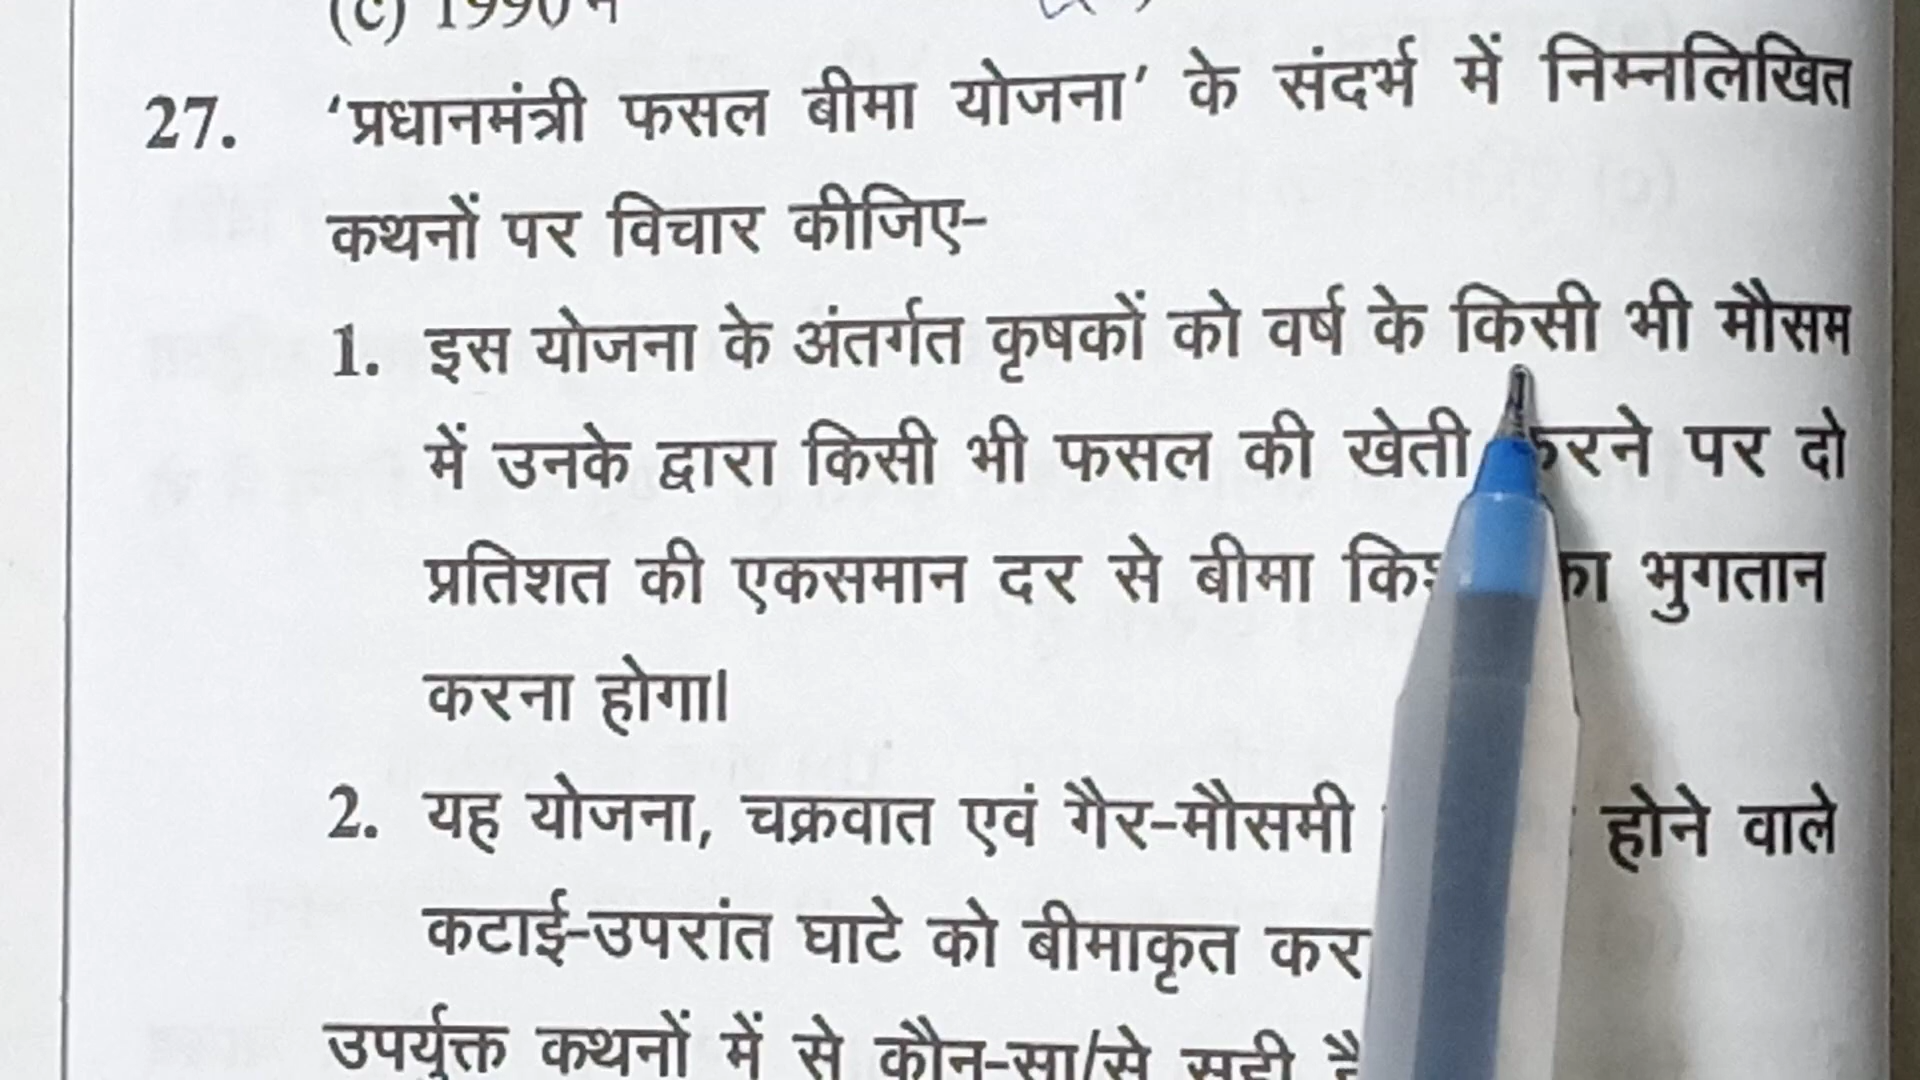 (c) 1990 में
27. ‘प्रधानमंत्री फसल बीमा योजना’ के संदर्भ में निम्नलिखित
कथनों पर विचार कीजिए-
1. इस योजना के अंतर्गत कृषकों को वर्ष के किसी भी मौसम
में उनके द्वारा किसी भी फसल की खेती करने पर दो
प्रतिशत की एकसमान दर से बीमा का भुगतान
करना होगा।
2. यह योजना, चक्रवात एवं गैर-मौसमी होने वाले
कटाई-उपरांत घाटे को बीमाकृत कर
उपर्युक्त कथनों में से कौन-सा/से सही है